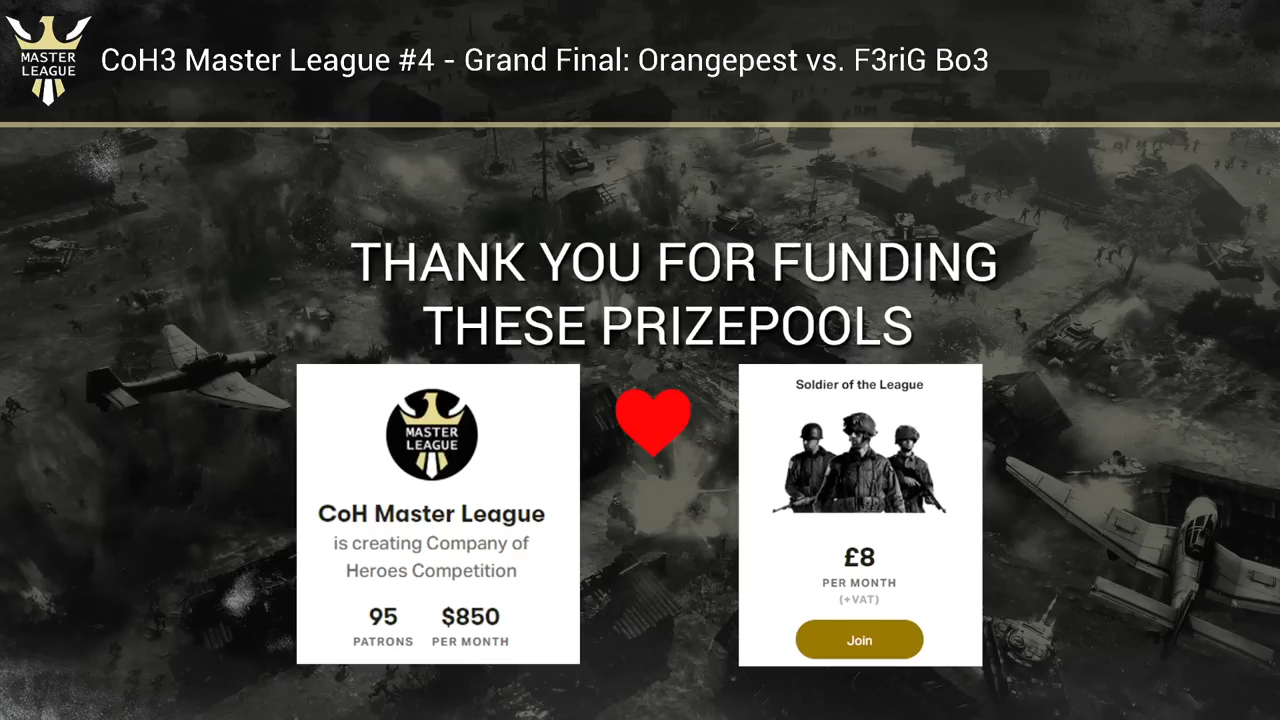 MASTER
LEAGUE
CoH3 Master League #4 - Grand Final: Orangepest vs. F3riG Bo3
THANK YOU FOR FUNDING
THESE PRIZEPOOLS
MASTER
LEAGUE
CoH Master League
is creating Company of
Heroes Competition
95 $850
PATRONS PER MONTH
Soldier of the League
£8
PER MONTH
(+VAT)
Join